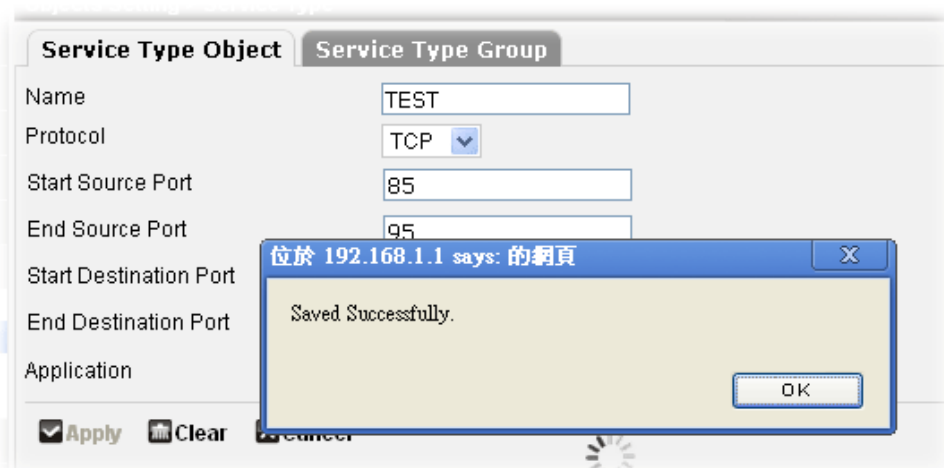 Service Type Object Service Type Group
Name TEST
Protocol TCP
Start Source Port 85
End Source Port 95
位於 192.168.1.1 says: 的網頁
Start Destination Port
Saved Successfully.
End Destination Port
Application
OK
Apply Clear Cancel